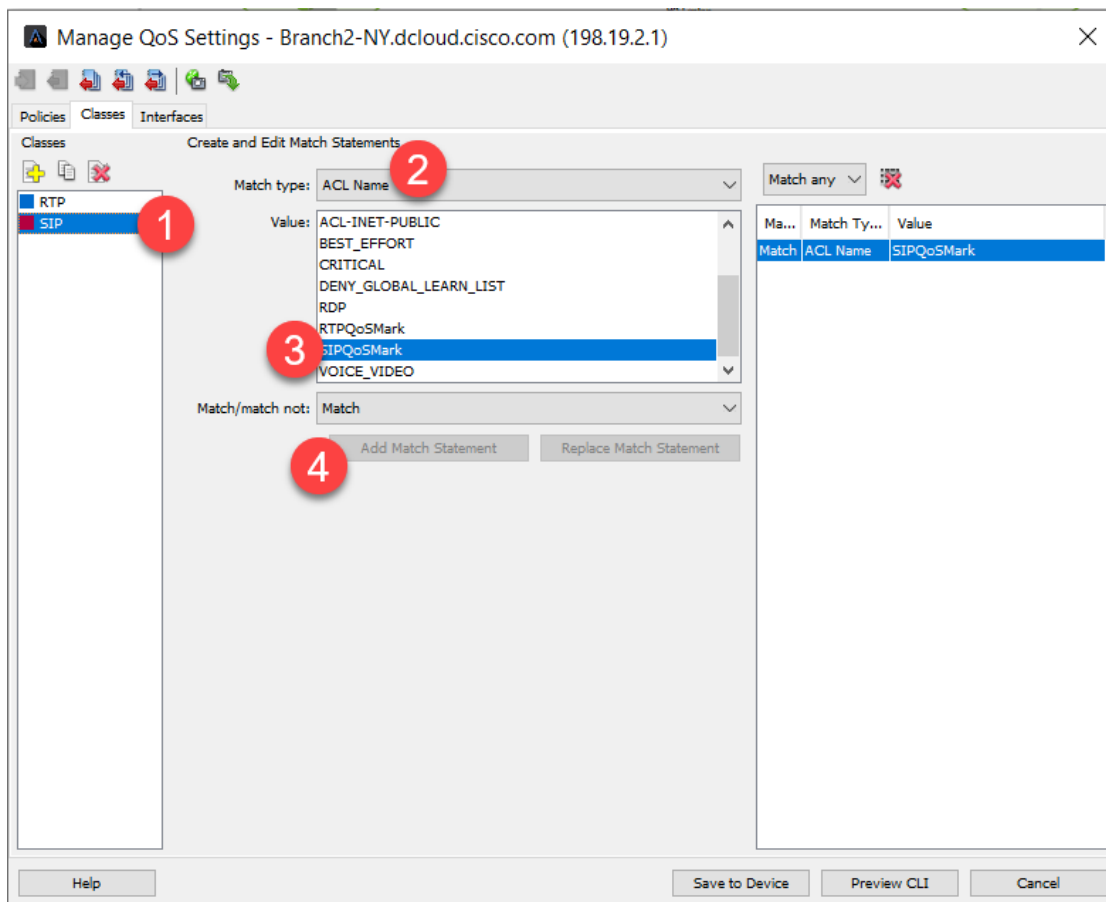 Manage QoS Settings - Branch2-NY.dcloud.cisco.com (198.19.2.1)
Policies Classes Interfaces
Classes
Create and Edit Match Statements
RTP
SIP
1
2
Match type: ACL Name
Value: ACL-INET-PUBLIC
BEST_EFFORT
CRITICAL
DENY_GLOBAL_LEARN_LIST
RDP
RTPQoSMark
3
SIPQoSMark
VOICE_VIDEO
Match/match not: Match
4
Add Match Statement Replace Match Statement
Match any
Ma... Match Ty... Value
Match ACL Name SIPQoSMark
Help Save to Device Preview CLI Cancel